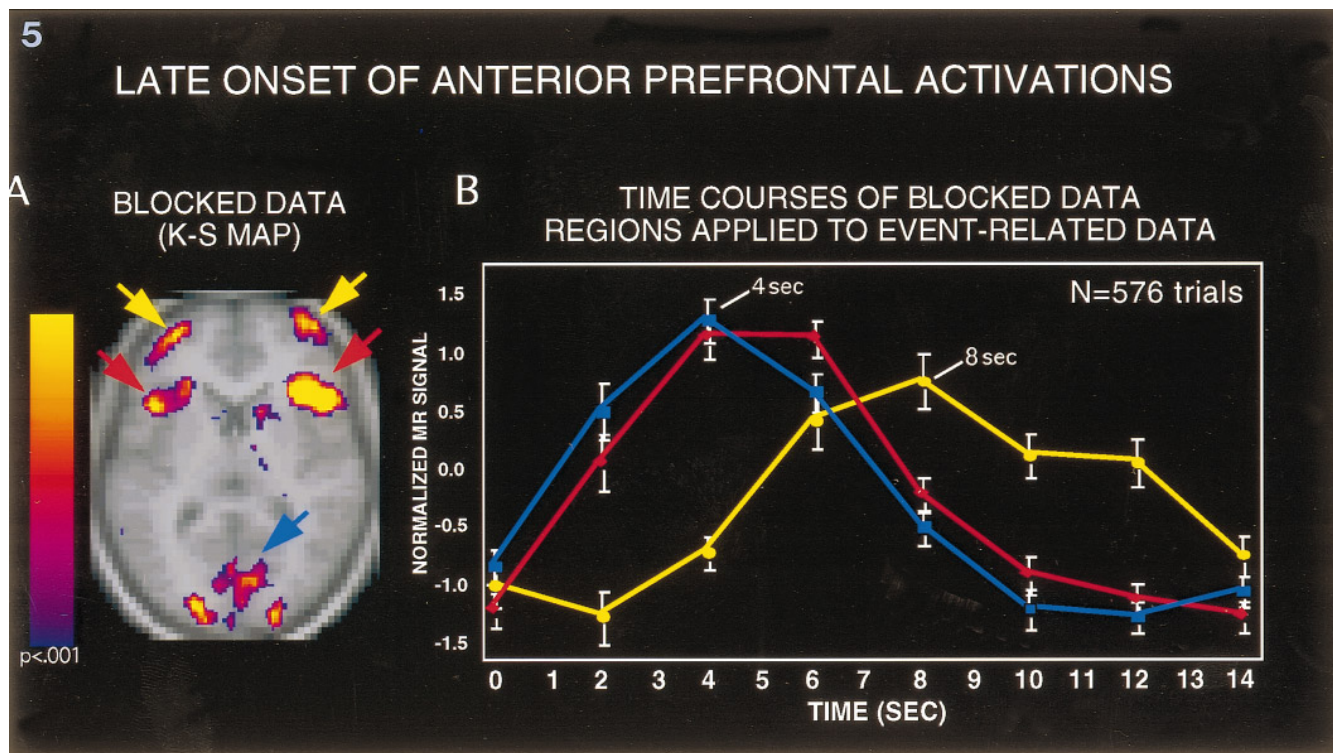 5
LATE ONSET OF ANTERIOR PREFRONTAL ACTIVATIONS
A
BLOCKED DATA
(K-S MAP)
p<.001
B
TIME COURSES OF BLOCKED DATA
REGIONS APPLIED TO EVENT-RELATED DATA
N=576 trials
4 sec
8 sec
NORMALIZED MR SIGNAL
1.5
1.0
0.5
0.0
-0.5
-1.0
-1.5
0 1 2 3 4 5 6 7 8 9 10 11 12 13 14
TIME (SEC)